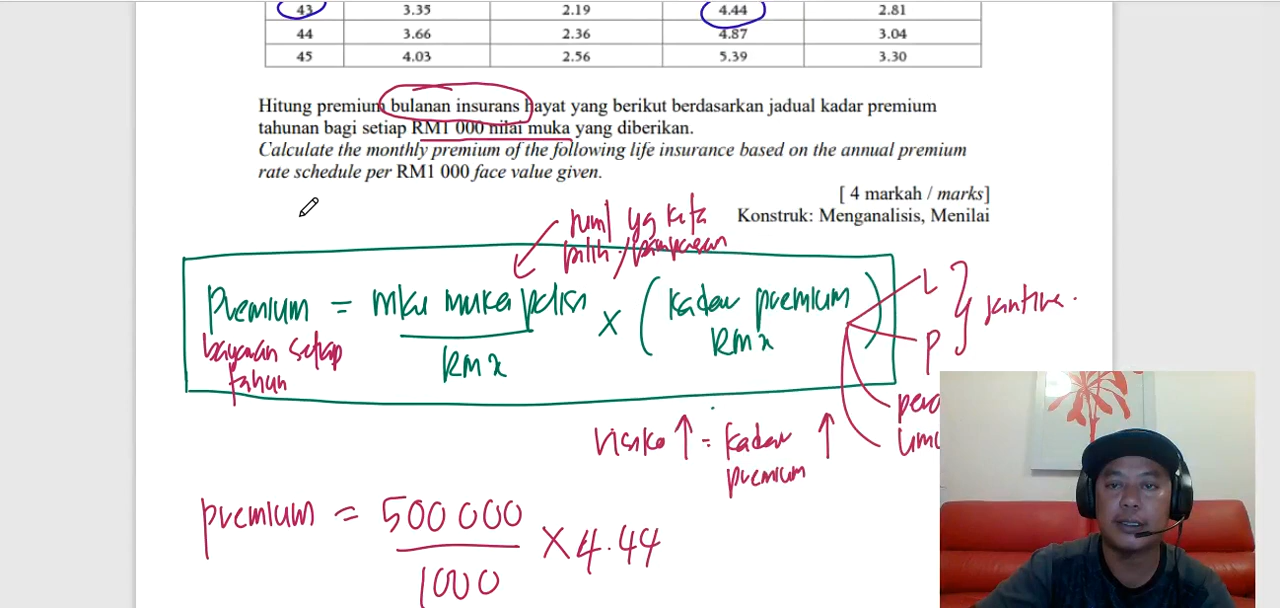 43 3.35 2.19 4.44 2.81
44 3.66 2.36 4.87 3.04
45 4.03 2.56 5.39 3.30
Hitung premium bulanan insurans hayat yang berikut berdasarkan jadual kadar premium
tahunan bagi setiap RM1 000 nilai muka yang diberikan.
Calculate the monthly premium of the following life insurance based on the annual premium
rate schedule per RM1 000 face value given.
[ 4 markah / marks]
Konstruk: Menganalisis, Menilai
yg kita
pilih /
Premium = muka polisi × ( kadar premium )
RM x RM x
L
P
bayaran setiap
tahun
risiko ↑ = kadar ↑
premium
premium = 500 000 × 4.44
1000